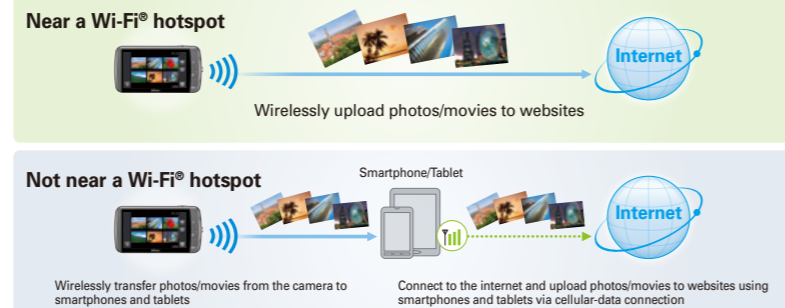 Near a Wi-Fi® hotspot
Internet
Wirelessly upload photos/movies to websites
Not near a Wi-Fi® hotspot
Smartphone/Tablet
Internet
Wirelessly transfer photos/movies from the camera to
smartphones and tablets
Connect to the internet and upload photos/movies to websites using
smartphones and tablets via cellular-data connection